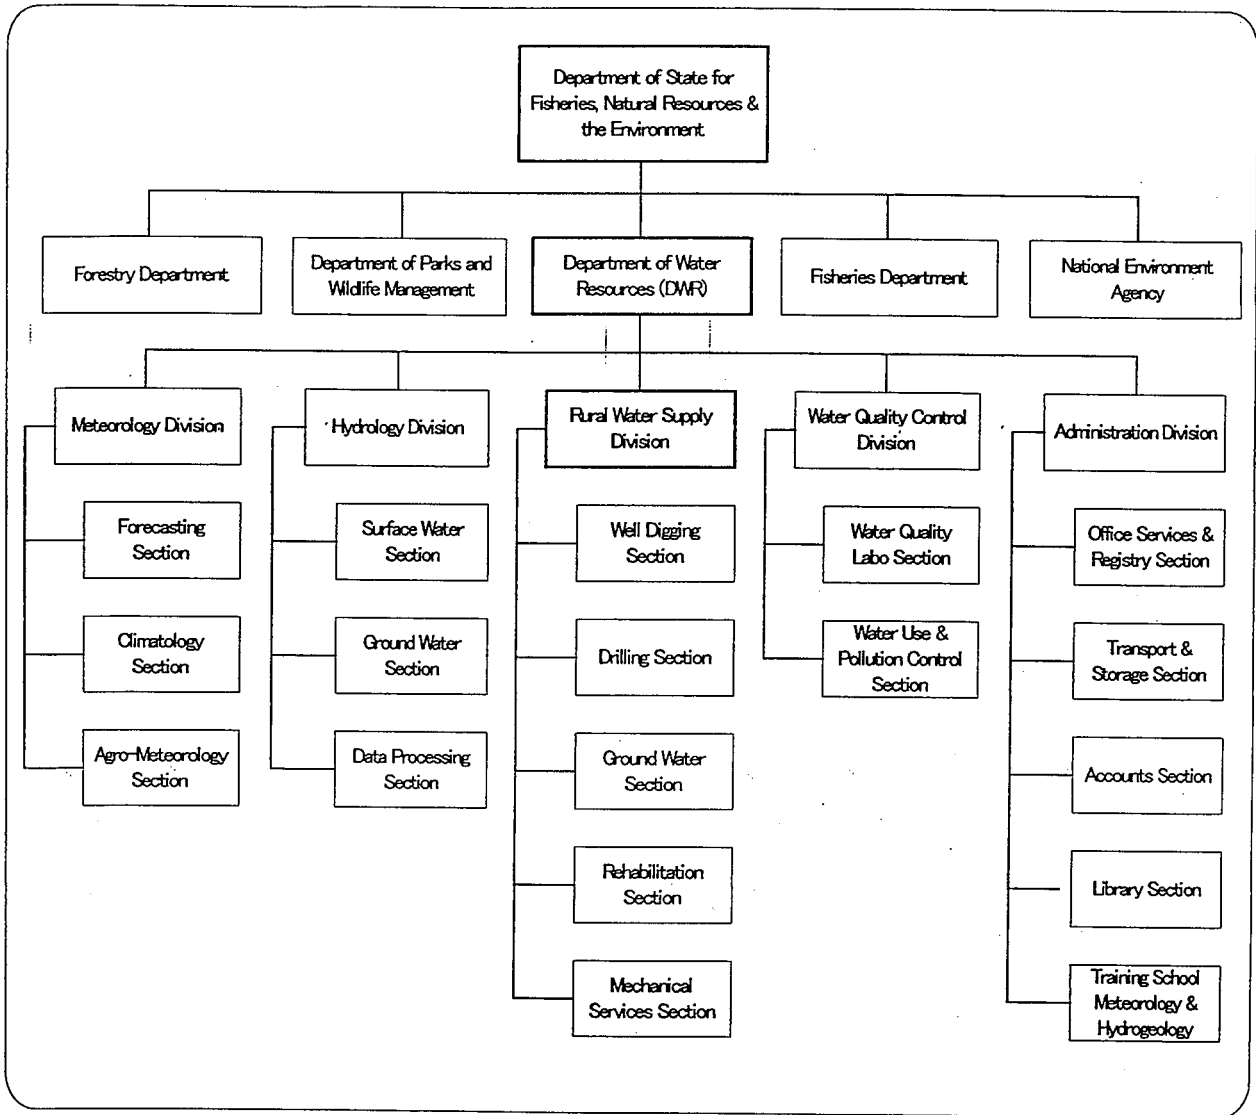 Department of State for
Fisheries, Natural Resources &
the Environment
Forestry Department
Department of Parks and
Wildlife Management
Department of Water
Resources (DWR)
Fisheries Department
National Environment
Agency
Meteorology Division
Hydrology Division
Rural Water Supply
Division
Water Quality Control
Division
Administration Division
Forecasting
Section
Surface Water
Section
Well Digging
Section
Water Quality
Labo Section
Office Services &
Registry Section
Climatology
Section
Ground Water
Section
Drilling Section
Water Use &
Pollution Control
Section
Transport &
Storage Section
Agro-Meteorology
Section
Data Processing
Section
Ground Water
Section
Accounts Section
Rehabilitation
Section
Library Section
Mechanical
Services Section
Training School
Meteorology &
Hydrogeology